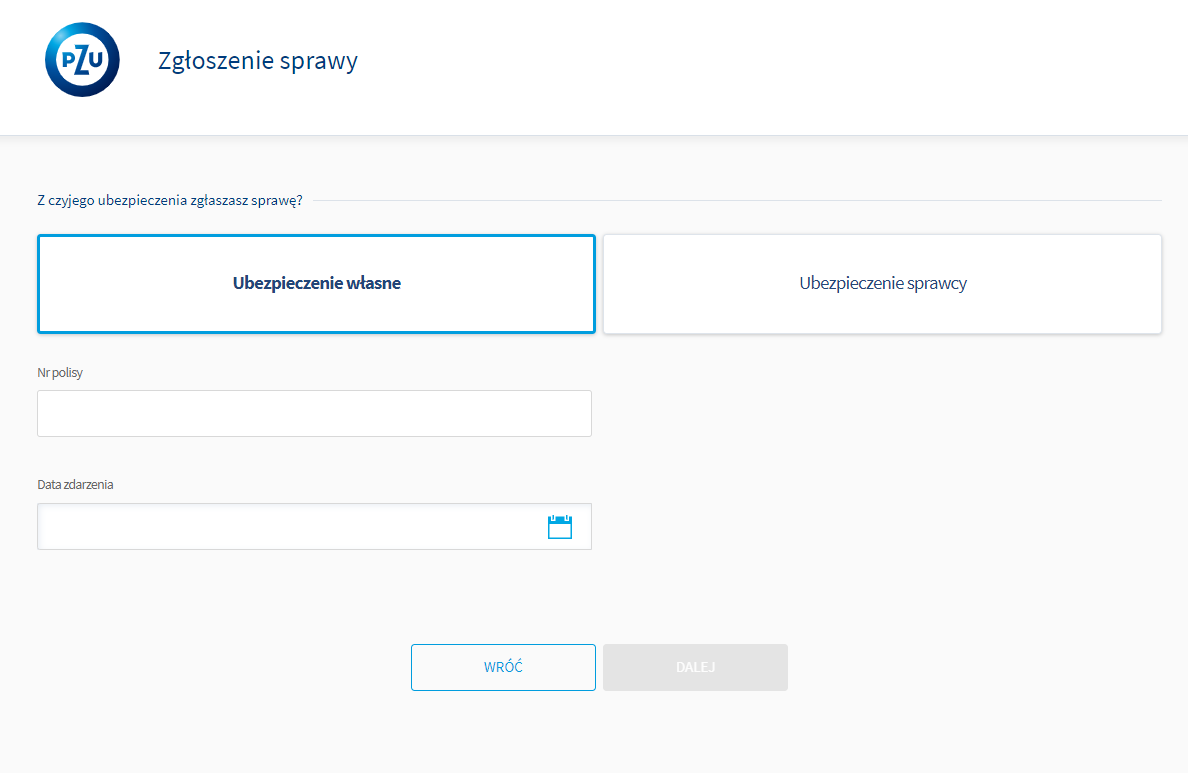 PZU
Zgłoszenie sprawy
Z czyjego ubezpieczenia zgłaszasz sprawę?
Ubezpieczenie własne
Ubezpieczenie sprawcy
Nr polisy
Data zdarzenia
WRÓĆ
DALEJ